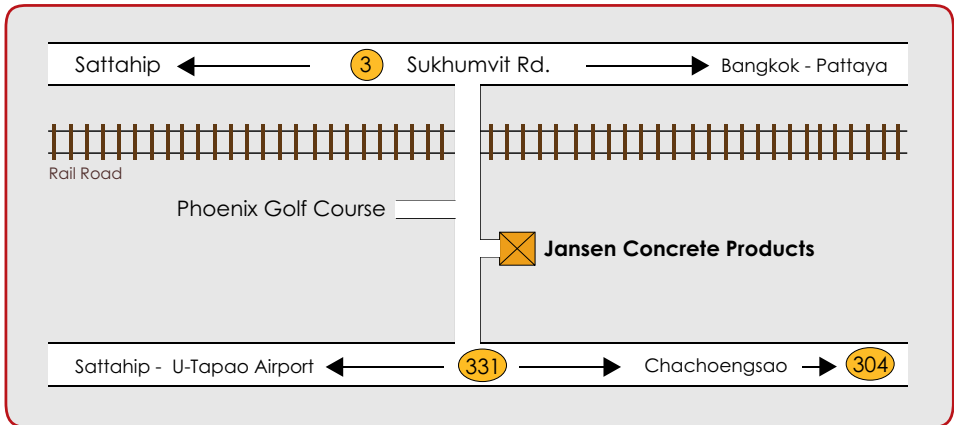 Sattahip 3 Sukhumvit Rd. Bangkok - Pattaya
Rail Road
Phoenix Golf Course
Jansen Concrete Products
Sattahip - U-Tapao Airport 331 Chachoengsao 304